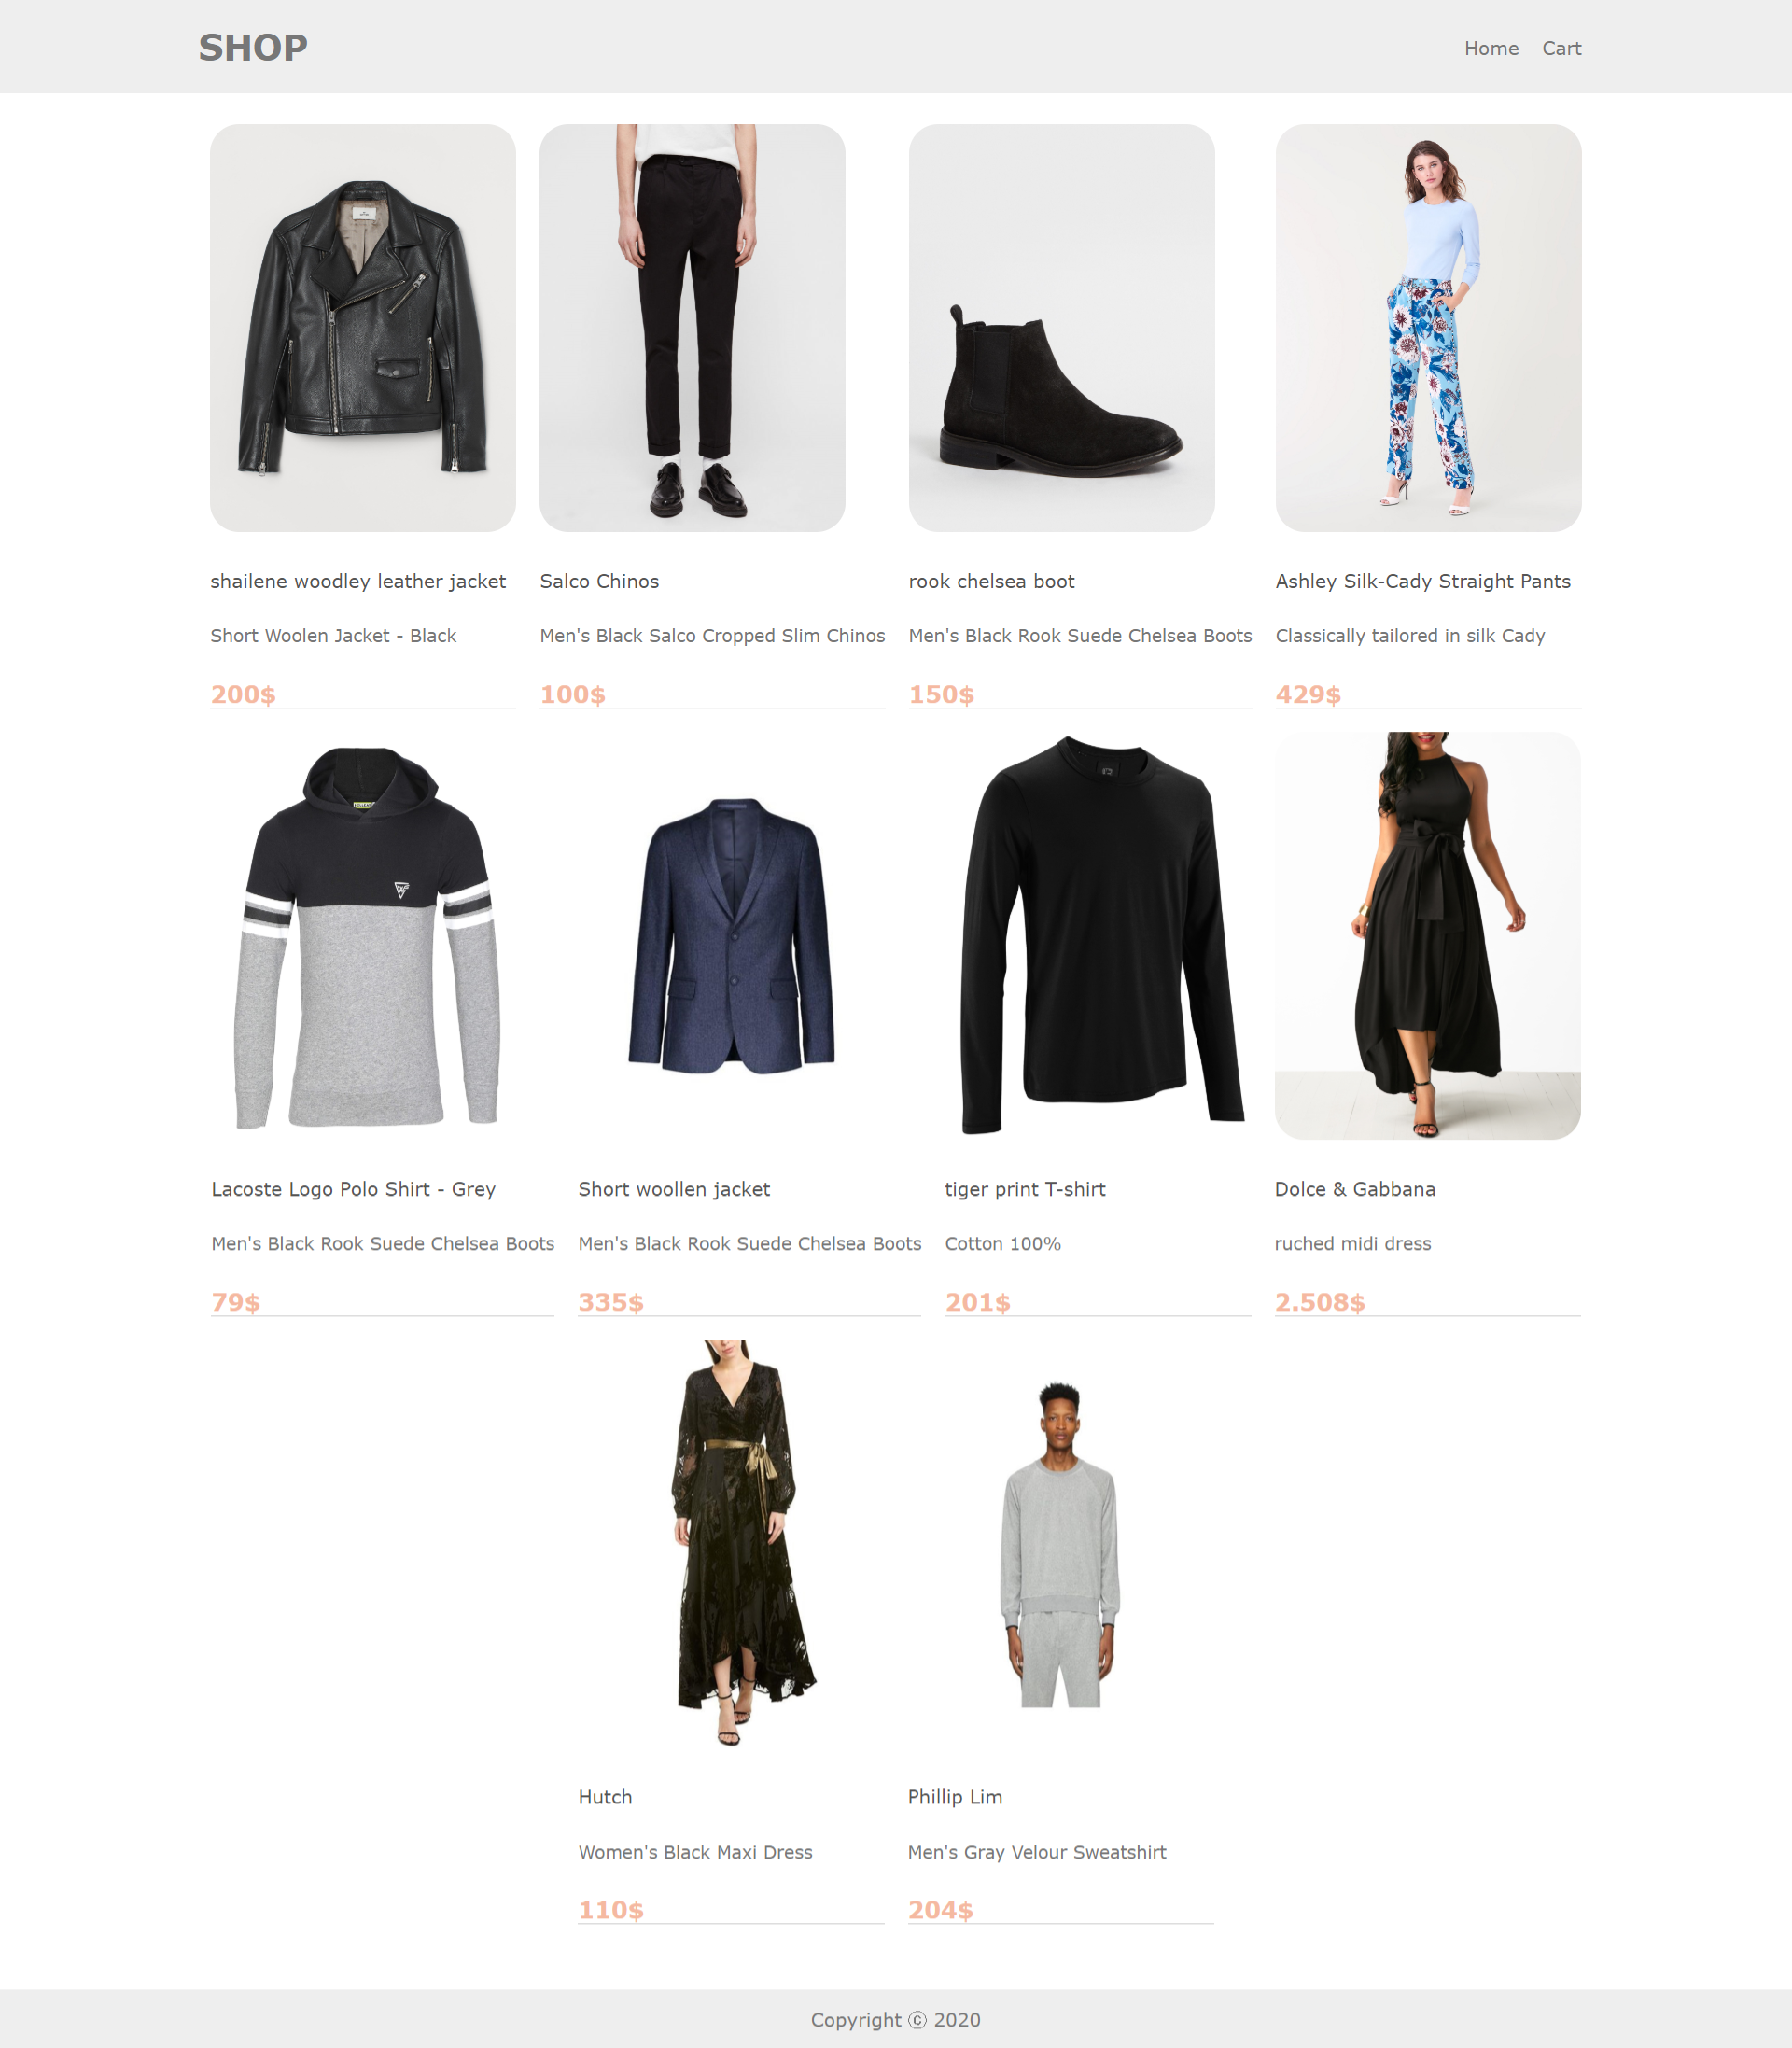 SHOP
Home Cart
shailene woodley leather jacket
Short Woolen Jacket - Black
200$
Salco Chinos
Men's Black Salco Cropped Slim Chinos
100$
rook chelsea boot
Men's Black Rook Suede Chelsea Boots
150$
Ashley Silk-Cady Straight Pants
Classically tailored in silk Cady
429$
Lacoste Logo Polo Shirt - Grey
Men's Black Rook Suede Chelsea Boots
79$
Short woollen jacket
Men's Black Rook Suede Chelsea Boots
335$
tiger print T-shirt
Cotton 100%
201$
Dolce & Gabbana
ruched midi dress
2.508$
Hutch
Women's Black Maxi Dress
110$
Phillip Lim
Men's Gray Velour Sweatshirt
204$
Copyright ⓒ 2020